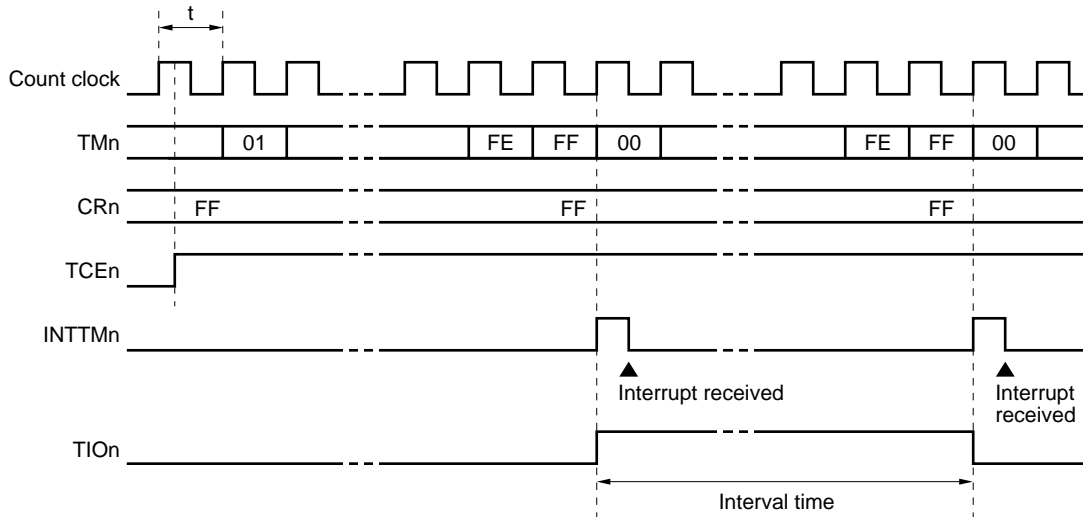 t
Count clock
TMn 01 FE FF 00 FE FF 00
CRn FF FF FF
TCEn
INTTMn
Interrupt received Interrupt
received
TIOn
Interval time